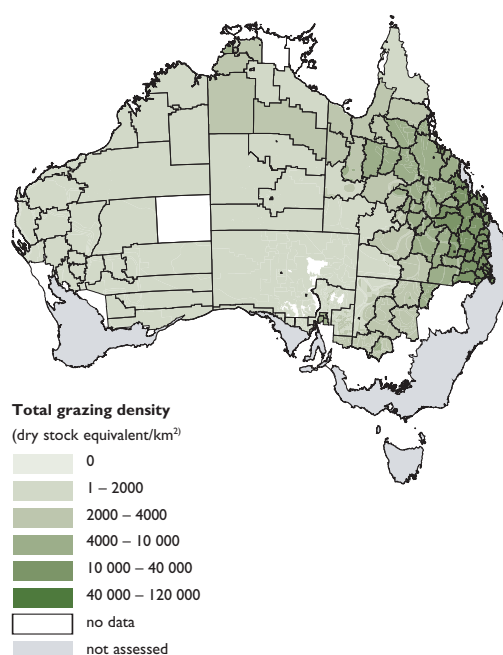 Total grazing density
(dry stock equivalent/km²)
0
1 – 2000
2000 – 4000
4000 – 10 000
10 000 – 40 000
40 000 – 120 000
no data
not assessed